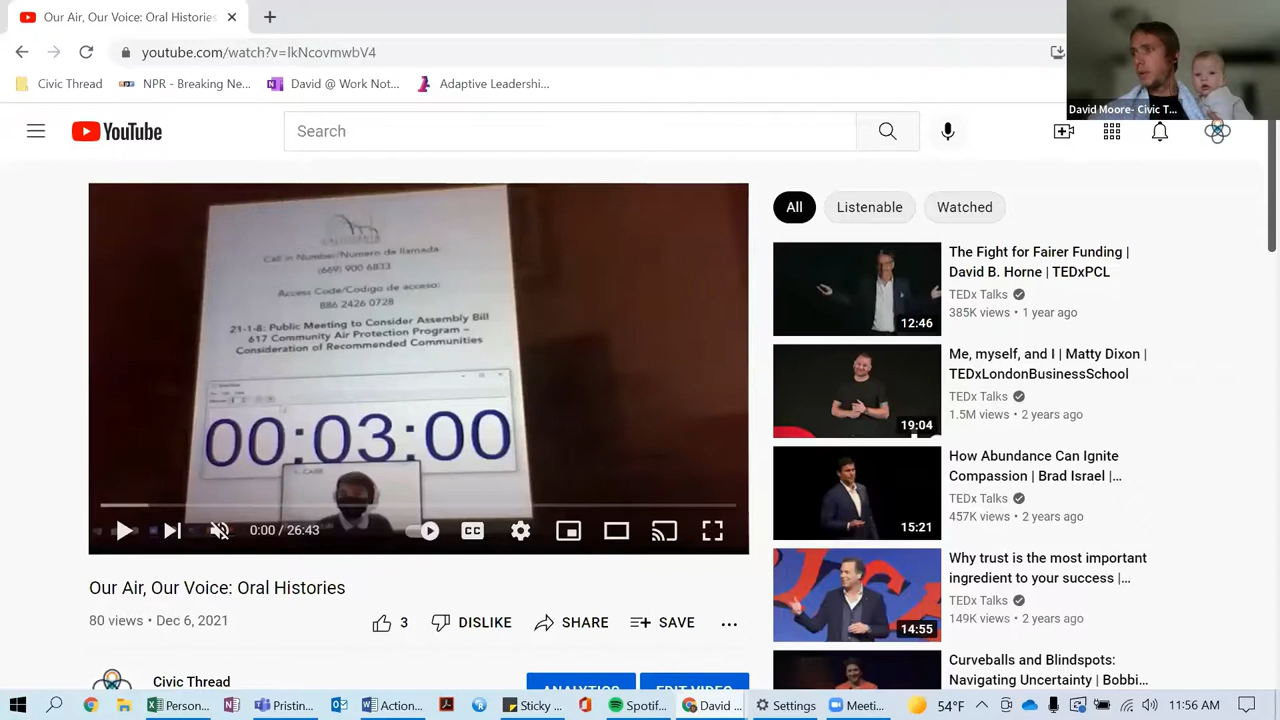 Our Air, Our Voice: Oral Histories
youtube.com/watch?v=lkNcovmwbV4
Civic Thread
NPR - Breaking Ne...
David @ Work Not...
Adaptive Leadershi...
David Moore- Civic T...
YouTube
Search
CALIFORNIA
Call in Number/Numero de llamada
(669) 900 6833
Access Code/Codigo de acceso:
886 2426 0728
21-1-8: Public Meeting to Consider Assembly Bill
617 Community Air Protection Program –
Consideration of Recommended Communities
00:03:00
0:00 / 26:43
CC
Our Air, Our Voice: Oral Histories
80 views • Dec 6, 2021
3
DISLIKE
SHARE
SAVE
Civic Thread
ANALYTICS
EDIT VIDEO
All
Listenable
Watched
The Fight for Fairer Funding |
David B. Horne | TEDxPCL
TEDx Talks
385K views • 1 year ago
12:46
Me, myself, and I | Matty Dixon |
TEDxLondonBusinessSchool
TEDx Talks
1.5M views • 2 years ago
19:04
How Abundance Can Ignite
Compassion | Brad Israel |...
TEDx Talks
457K views • 2 years ago
15:21
Why trust is the most important
ingredient to your success |...
TEDx Talks
149K views • 2 years ago
14:55
Curveballs and Blindspots:
Navigating Uncertainty | Bobbi...
Person...
Pristin...
Action...
Sticky ...
Spotif...
David ...
Settings
Meeti...
54°F
11:56 AM